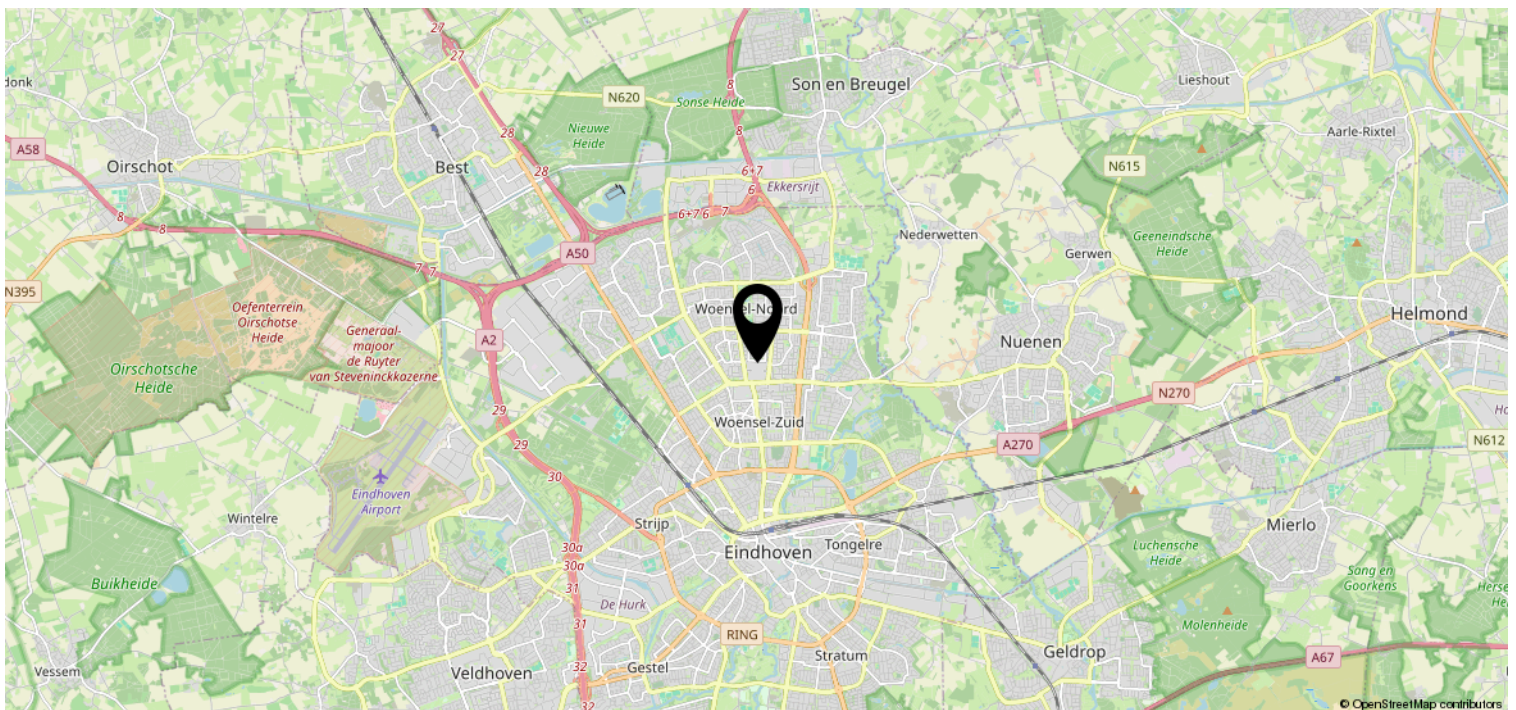 27
27
donk
Son en Breugel
Lieshout
N620
Sonse Heide
8
Nieuwe
Heide
28
8
Aarle-Rixtel
A58
Oirschot
Best
28
6+7
N615
6
Ekkersrijt
8
8
6+7
6
7
Nederwetten
Geeneindsche
Heide
A50
Gerwen
7
7
N395
Oefenterrein
Oirschotse
Heide
Woensel-Noord
Helmond
Generaal-
majoor
de Ruyter
van Steveninckkazerne
A2
Nuenen
Oirschotsche
Heide
N270
29
Woensel-Zuid
29
A270
N612
30
Eindhoven
Airport
Wintelre
Strijp
Mierlo
30a
Eindhoven
Tongelre
Luchensche
Heide
30a
Buikheide
31
Sang en
Goorkens
De Hurk
31
Molenheide
RING
Geldrop
Stratum
A67
32
Gestel
Vessem
Veldhoven
32
© OpenStreetMap contributors